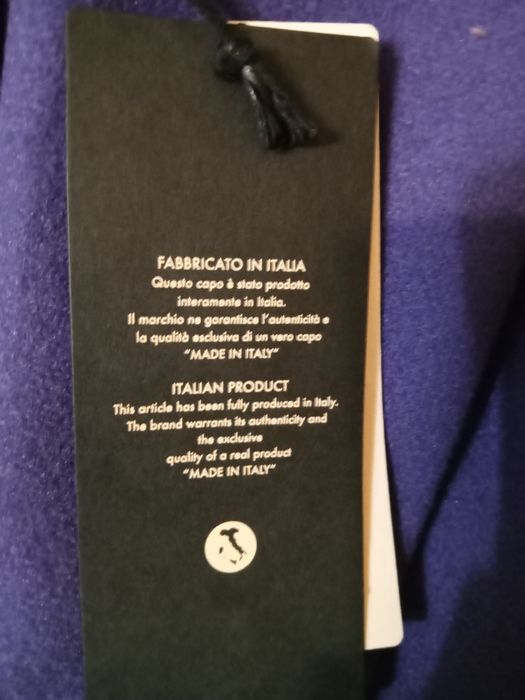 FABBRICATO IN ITALIA
Questo capo è stato prodotto
interamente in Italia.
Il marchio ne garantisce l'autenticità e
la qualità esclusiva di un vero capo
"MADE IN ITALY"
ITALIAN PRODUCT
This article has been fully produced in Italy.
The brand warrants its authenticity and
the exclusive
quality of a real product
"MADE IN ITALY"